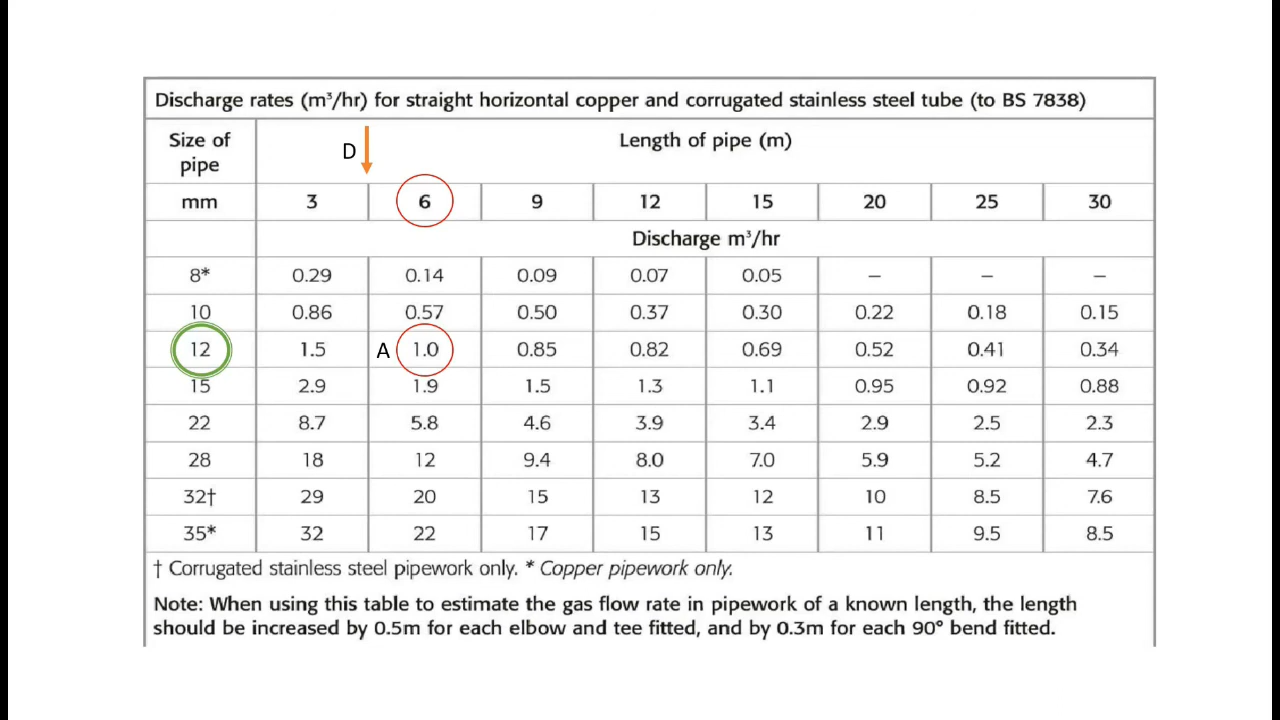 Discharge rates (m³/hr) for straight horizontal copper and corrugated stainless steel tube (to BS 7838)
Size of pipe D Length of pipe (m)
mm 3 6 9 12 15 20 25 30
Discharge m³/hr
8* 0.29 0.14 0.09 0.07 0.05 – – –
10 0.86 0.57 0.50 0.37 0.30 0.22 0.18 0.15
12 1.5 A 1.0 0.85 0.82 0.69 0.52 0.41 0.34
15 2.9 1.9 1.5 1.3 1.1 0.95 0.92 0.88
22 8.7 5.8 4.6 3.9 3.4 2.9 2.5 2.3
28 18 12 9.4 8.0 7.0 5.9 5.2 4.7
32† 29 20 15 13 12 10 8.5 7.6
35* 32 22 17 15 13 11 9.5 8.5
† Corrugated stainless steel pipework only. * Copper pipework only.
Note: When using this table to estimate the gas flow rate in pipework of a known length, the length
should be increased by 0.5m for each elbow and tee fitted, and by 0.3m for each 90° bend fitted.